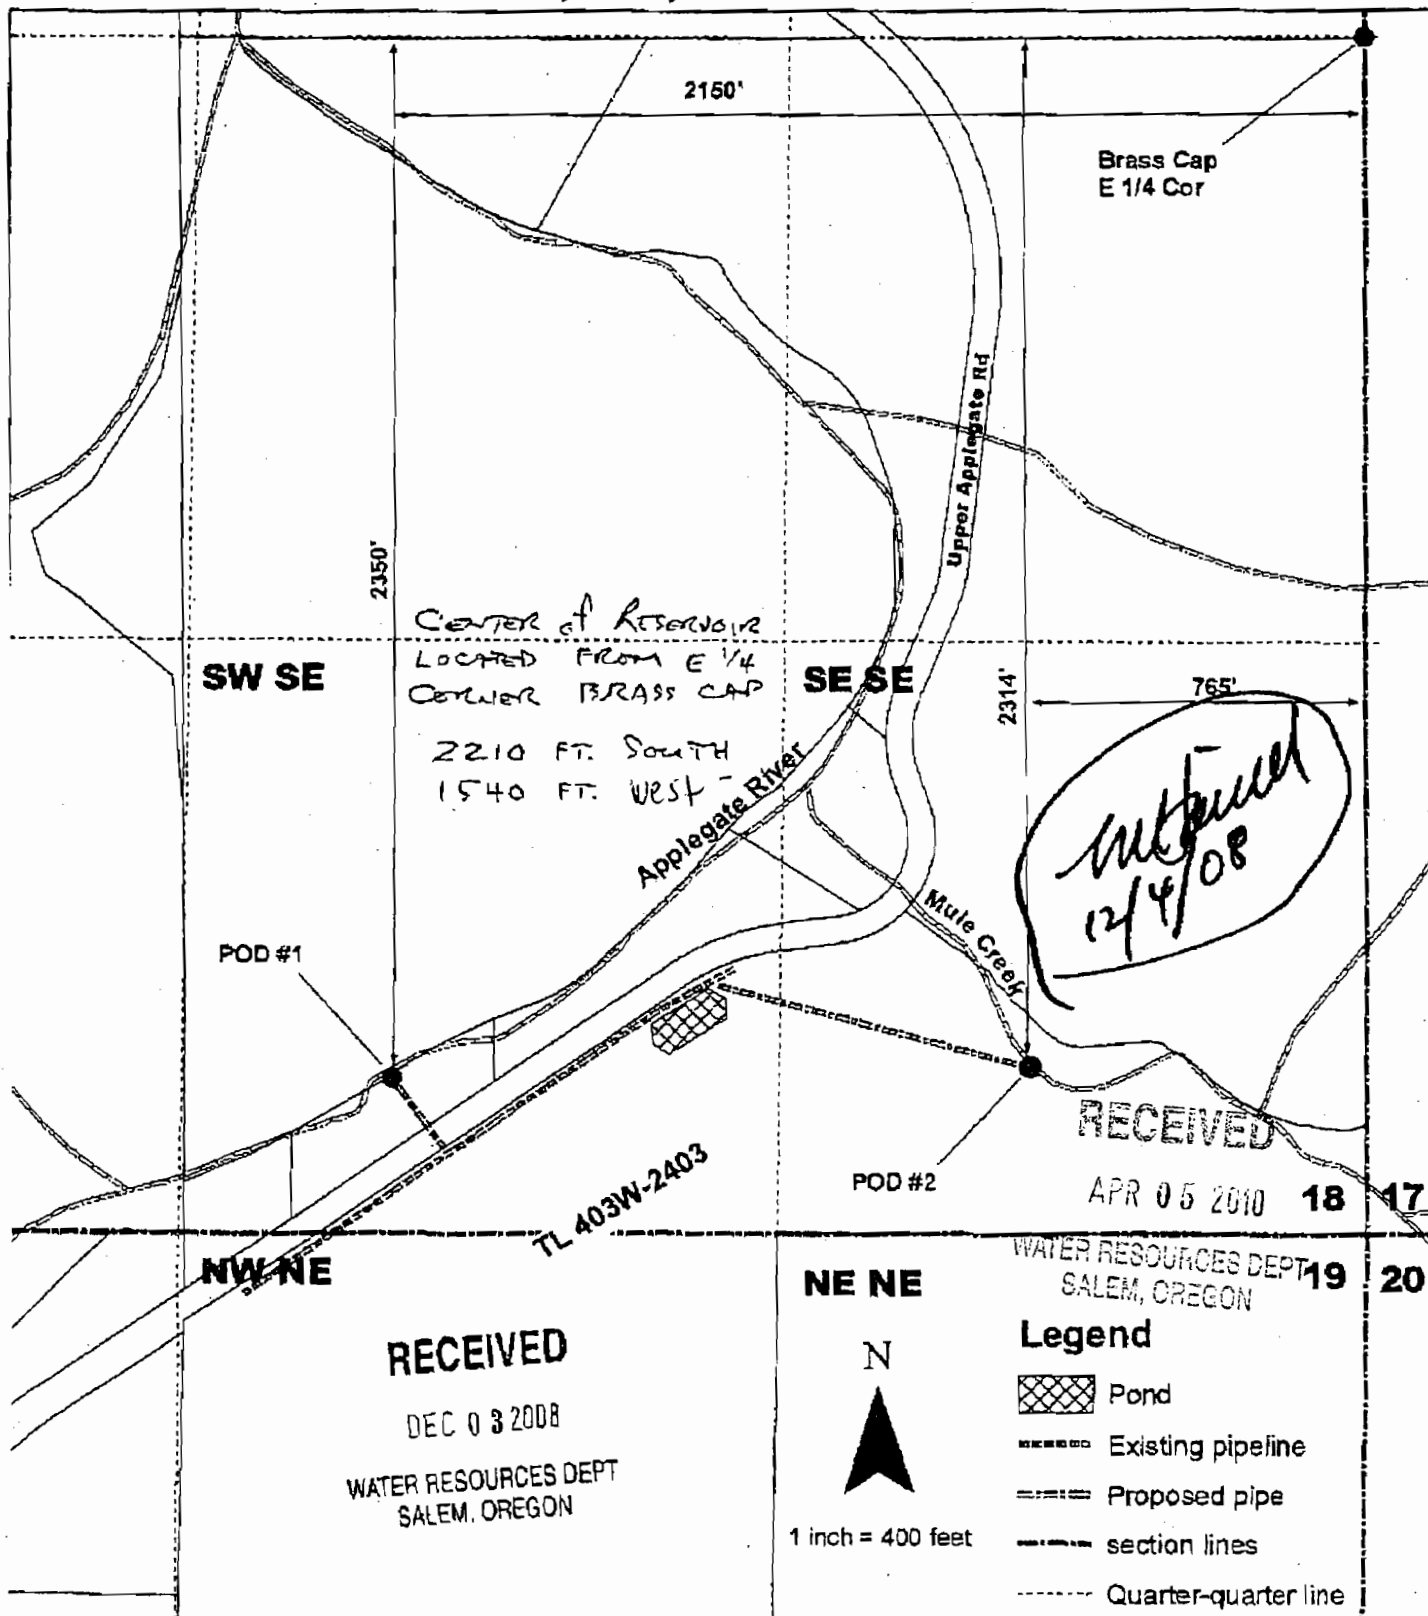 2150'
Brass Cap
E 1/4 Cor
Upper Applegate Rd
2350'
CENTER of RESERVOIR
LOCATED FROM E 1/4
CORNER BRASS CAP
2210 FT. SOUTH
1540 FT. West
SW SE
SE SE
2314'
765'
12/4/08
Applegate River
Mule Creek
POD #1
POD #2
TL 403W-2403
RECEIVED
APR 05 2010
WATER RESOURCES DEPT
SALEM, OREGON
18
17
19
20
NW NE
NE NE
RECEIVED
DEC 03 2008
WATER RESOURCES DEPT
SALEM, OREGON
N
1 inch = 400 feet
Legend
Pond
Existing pipeline
Proposed pipe
section lines
Quarter-quarter line